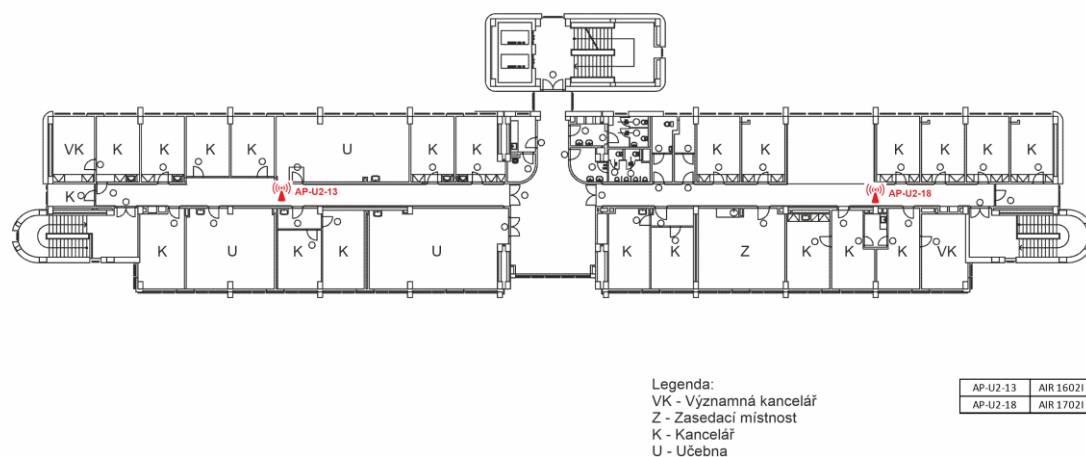 VK K K K K U K K K K K K K K
K
AP-U2-13
AP-U2-18
K U K K U K K Z K K K VK
Legenda:
VK - Významná kancelář
Z - Zasedací místnost
K - Kancelář
U - Učebna
AP-U2-13 AIR 1602I
AP-U2-18 AIR 1702I